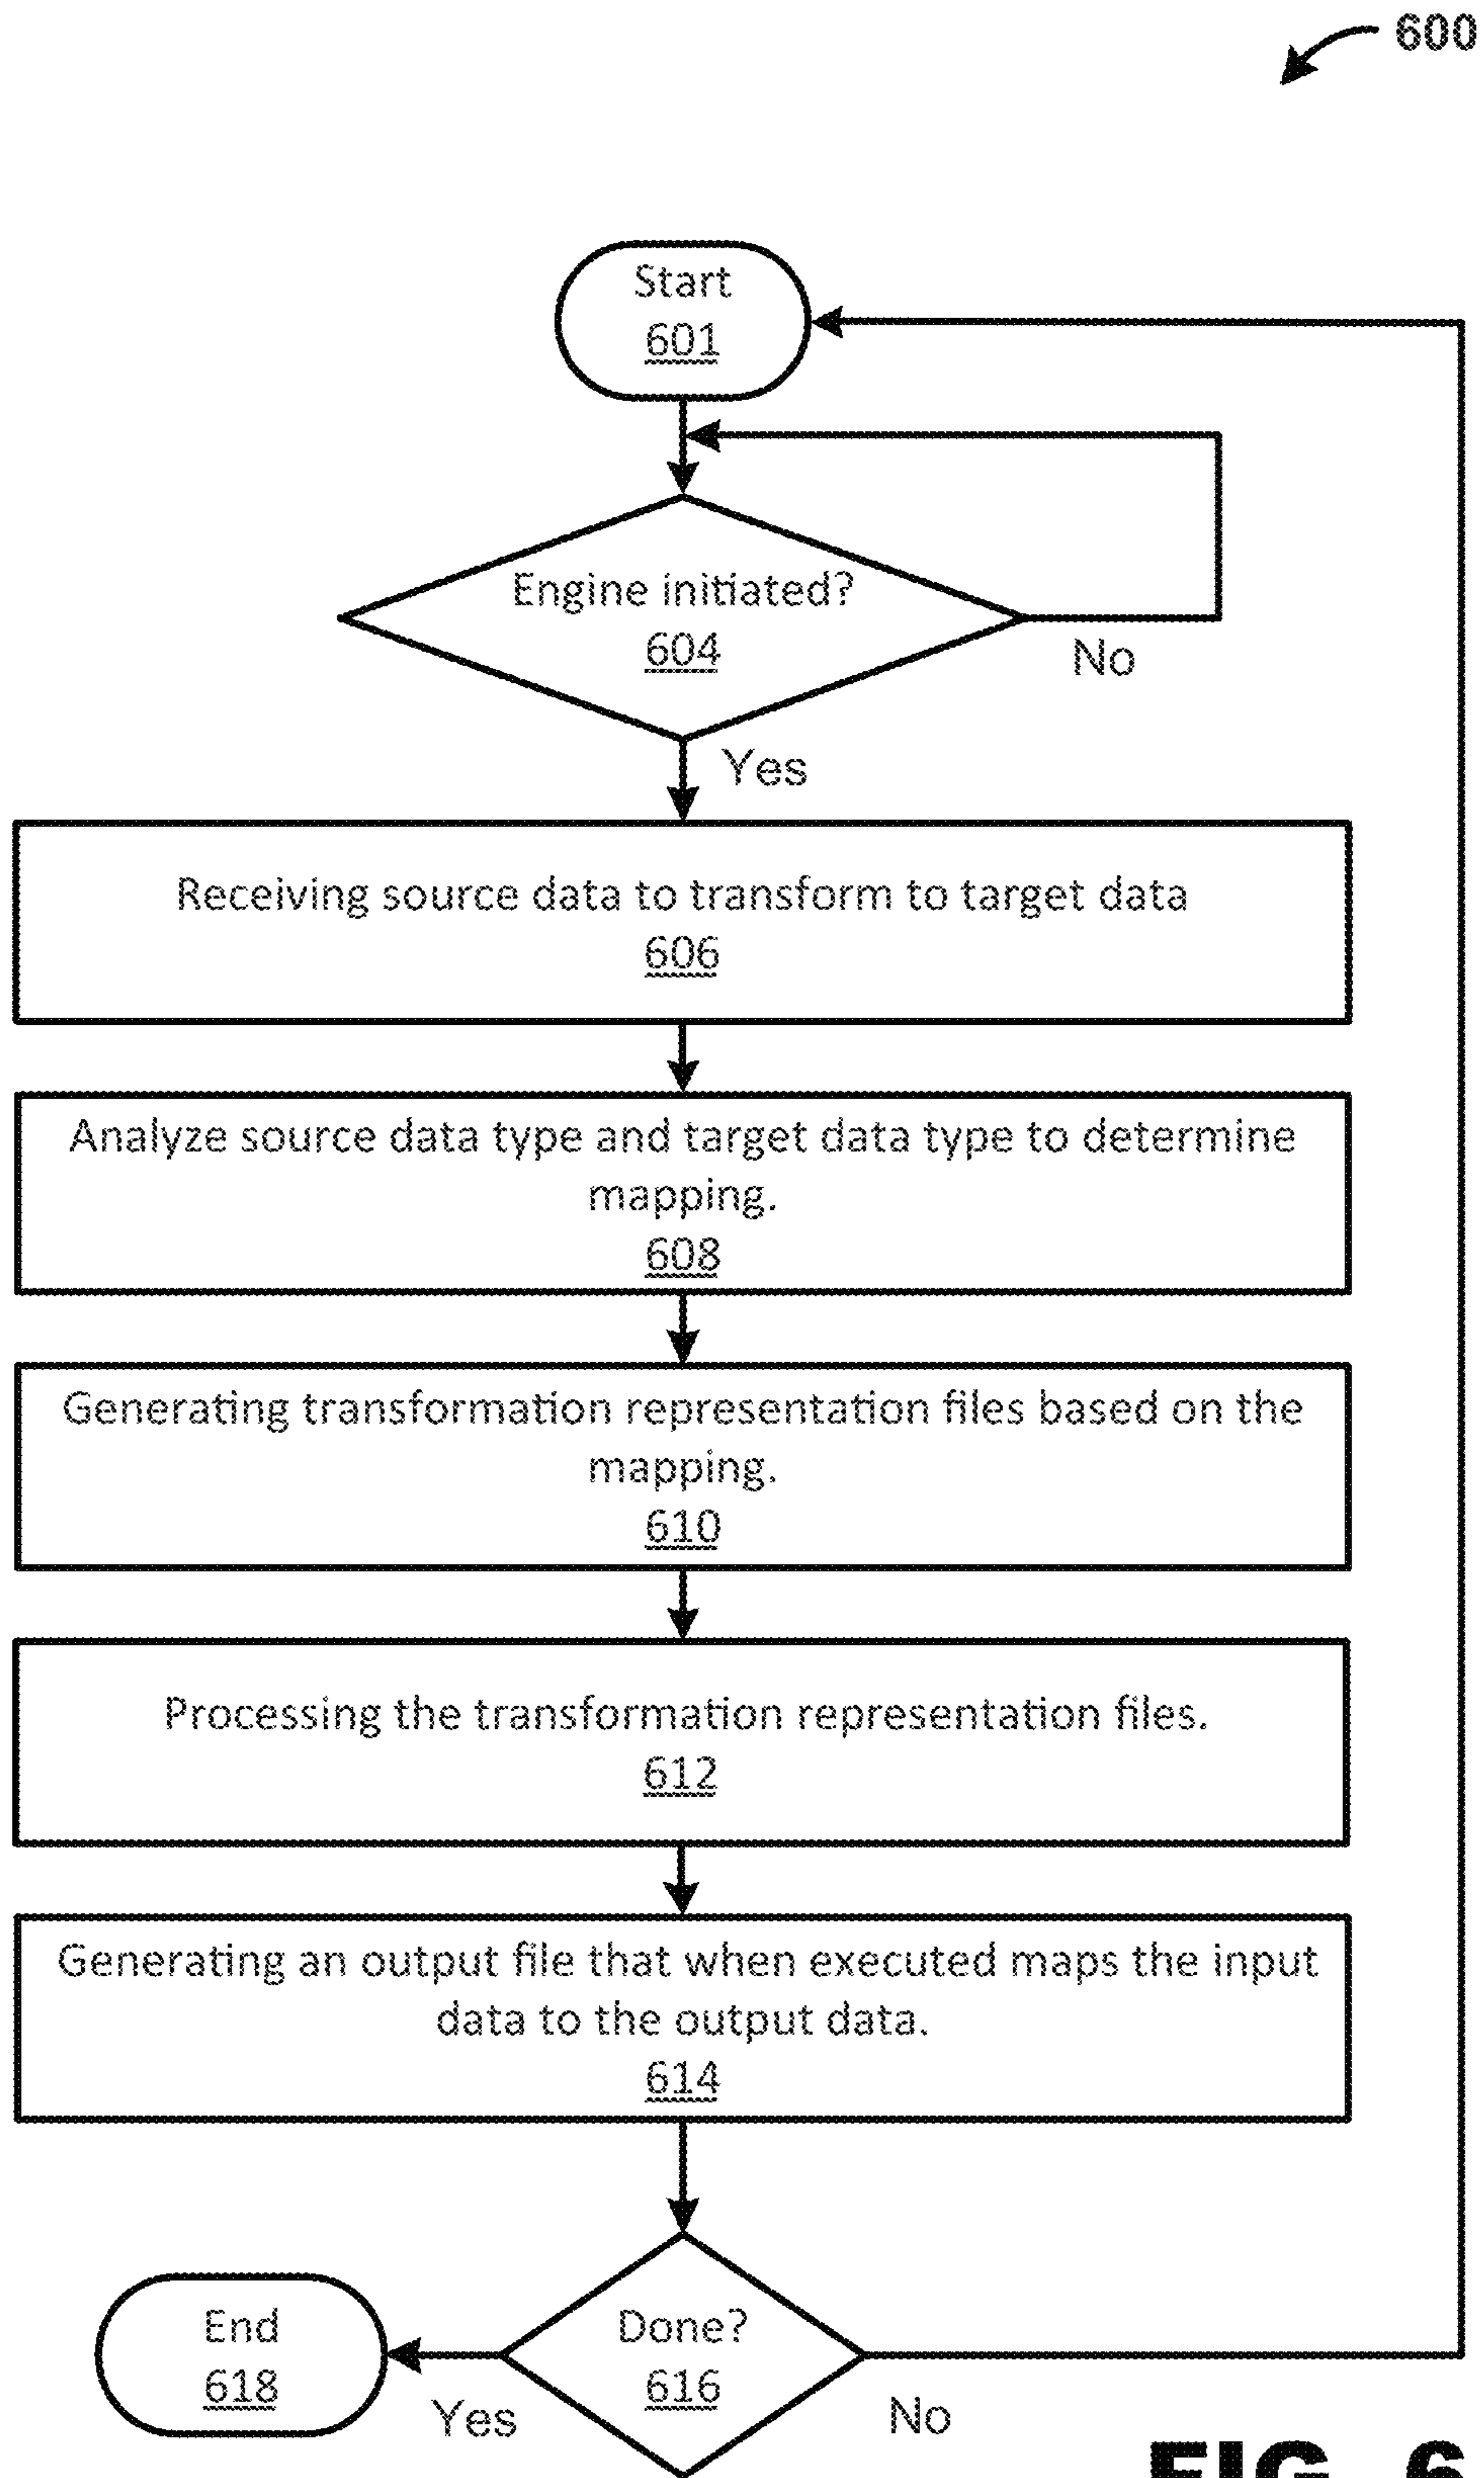 600
Start
601
Engine initiated?
604
No
Yes
Receiving source data to transform to target data
606
Analyze source data type and target data type to determine
mapping.
608
Generating transformation representation files based on the
mapping.
610
Processing the transformation representation files.
612
Generating an output file that when executed maps the input
data to the output data.
614
Done?
616
End
618
Yes
No
FIG. 6